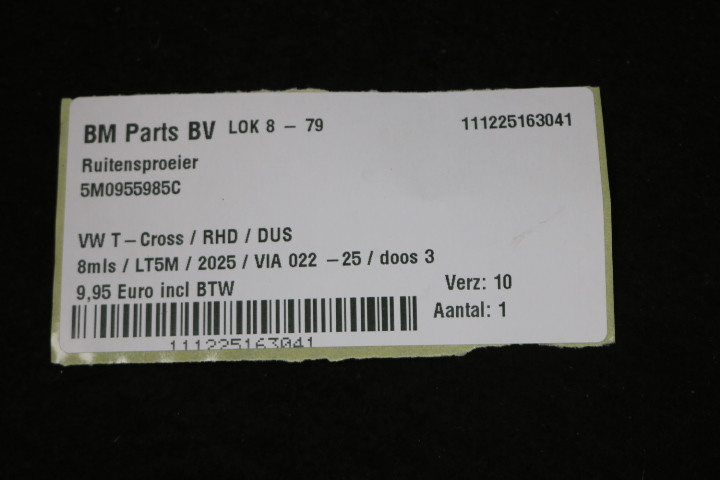 BM Parts BV LOK 8 - 79 111225163041
Ruitensproeier
5M0955985C
VW T-Cross / RHD / DUS
8mls / LT5M / 2025 / VIA 022 -25 / doos 3
9,95 Euro incl BTW Verz: 10
Aantal: 1
111225163041